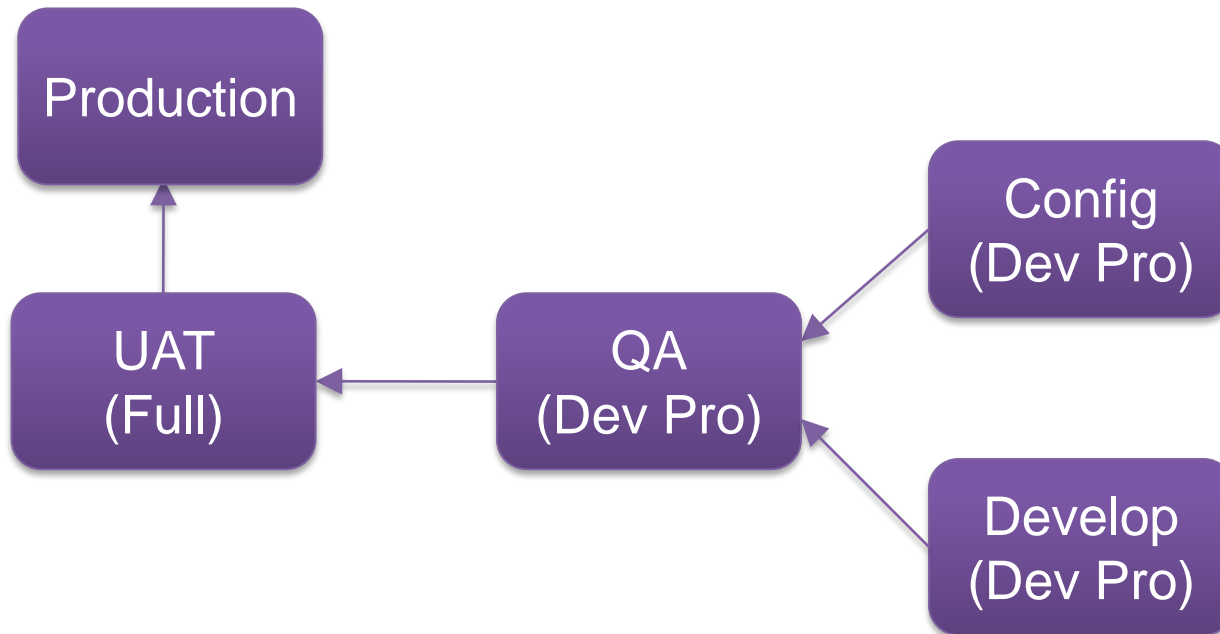 Production
UAT
(Full)
QA
(Dev Pro)
Config
(Dev Pro)
Develop
(Dev Pro)